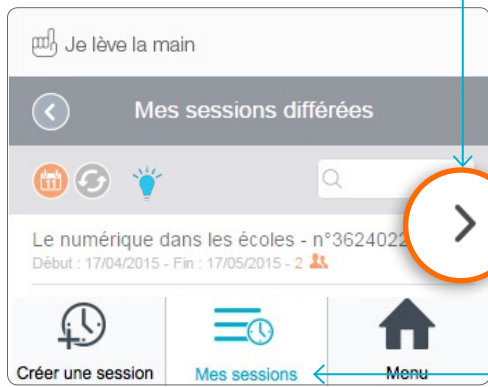 Je lève la main
Mes sessions différées
11
Le numérique dans les écoles - n°3624022
Début : 17/04/2015 - Fin : 17/05/2015 - 2
Créer une session
Mes sessions
Menu